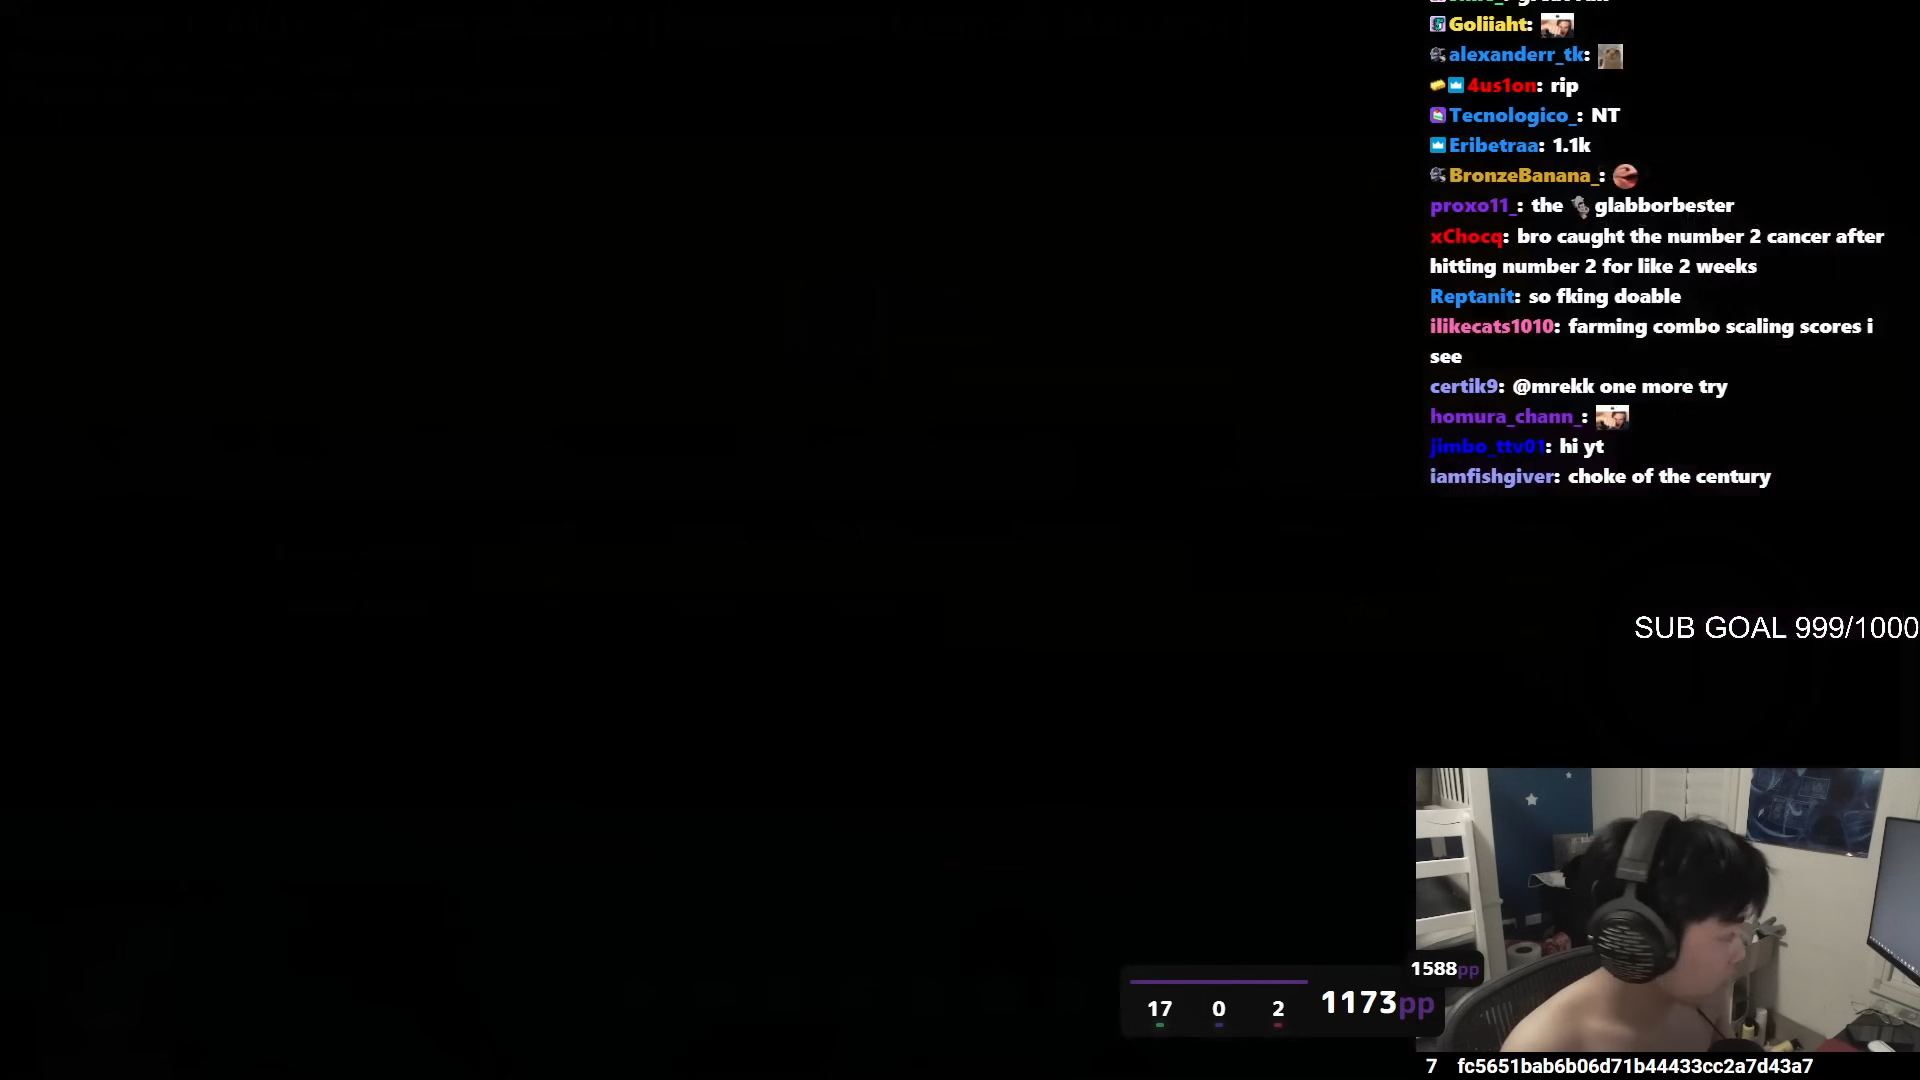 Goliiaht:
alexanderr_tk:
4us1on: rip
Tecnologico_: NT
Eribetraa: 1.1k
BronzeBanana_:
proxo11_: the glabborbester
xChocq: bro caught the number 2 cancer after
hitting number 2 for like 2 weeks
Reptanit: so fking doable
ilikecats1010: farming combo scaling scores i
see
certik9: @mrekk one more try
homura_chann_:
jimbo_ttv01: hi yt
iamfishgiver: choke of the century
SUB GOAL 999/1000
1588pp
17 0 2 1173pp
7 fc5651bab6b06d71b44433cc2a7d43a7